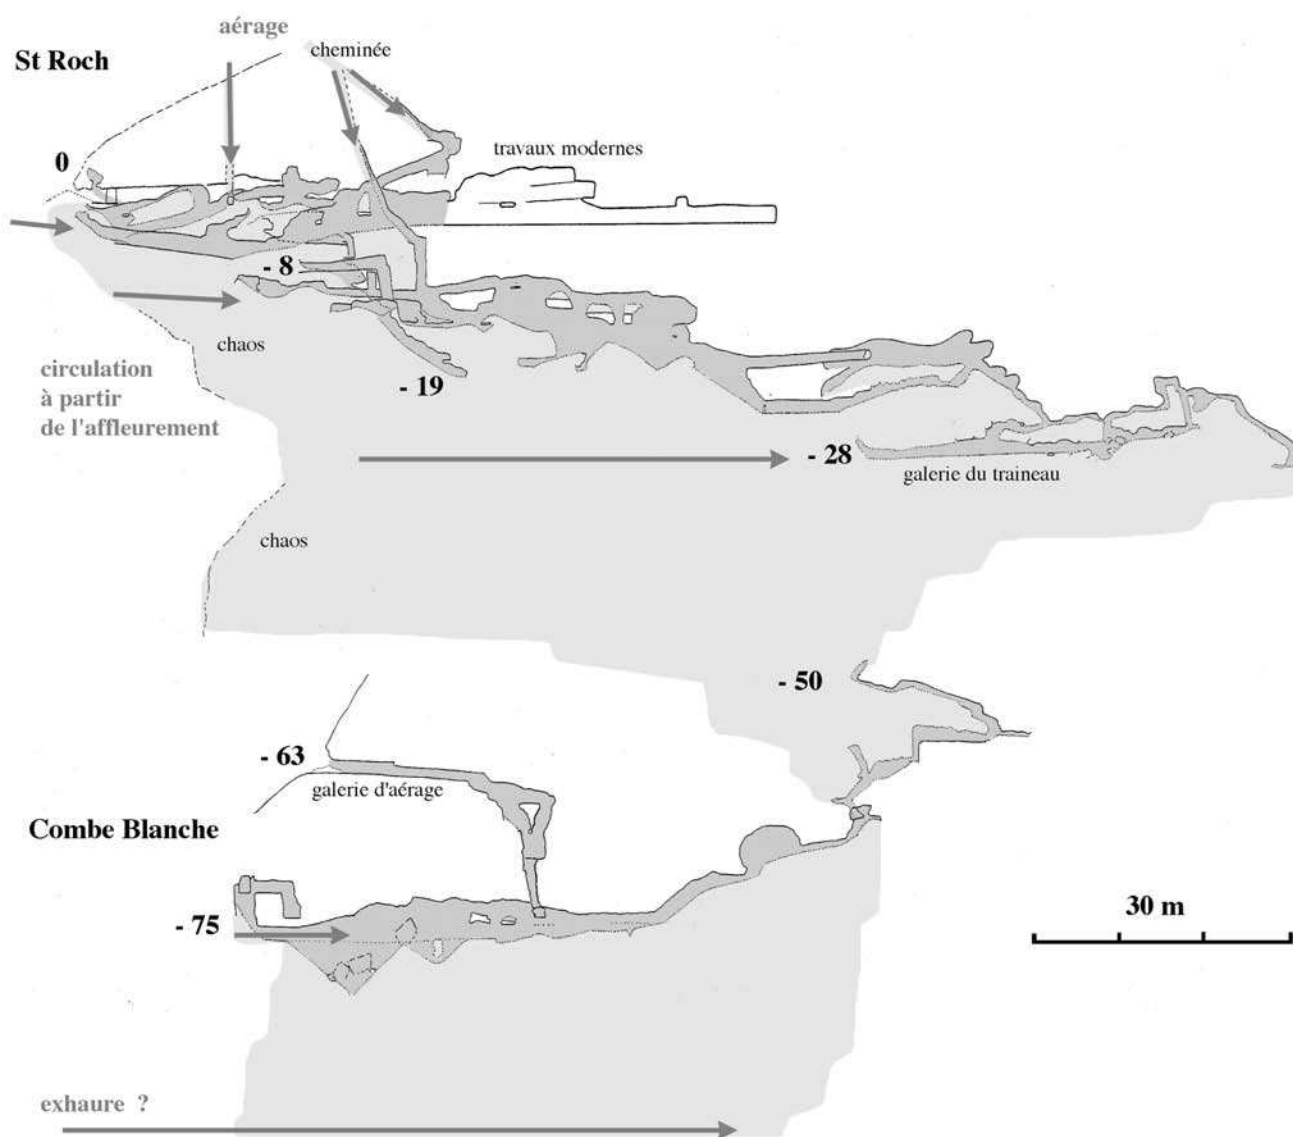 aérage
cheminée
St Roch
travaux modernes
0
- 8
chaos
- 19
circulation
à partir
de l'affleurement
- 28
galerie du traineau
chaos
- 50
- 63
galerie d'aérage
Combe Blanche
- 75
30 m
exhaure ?